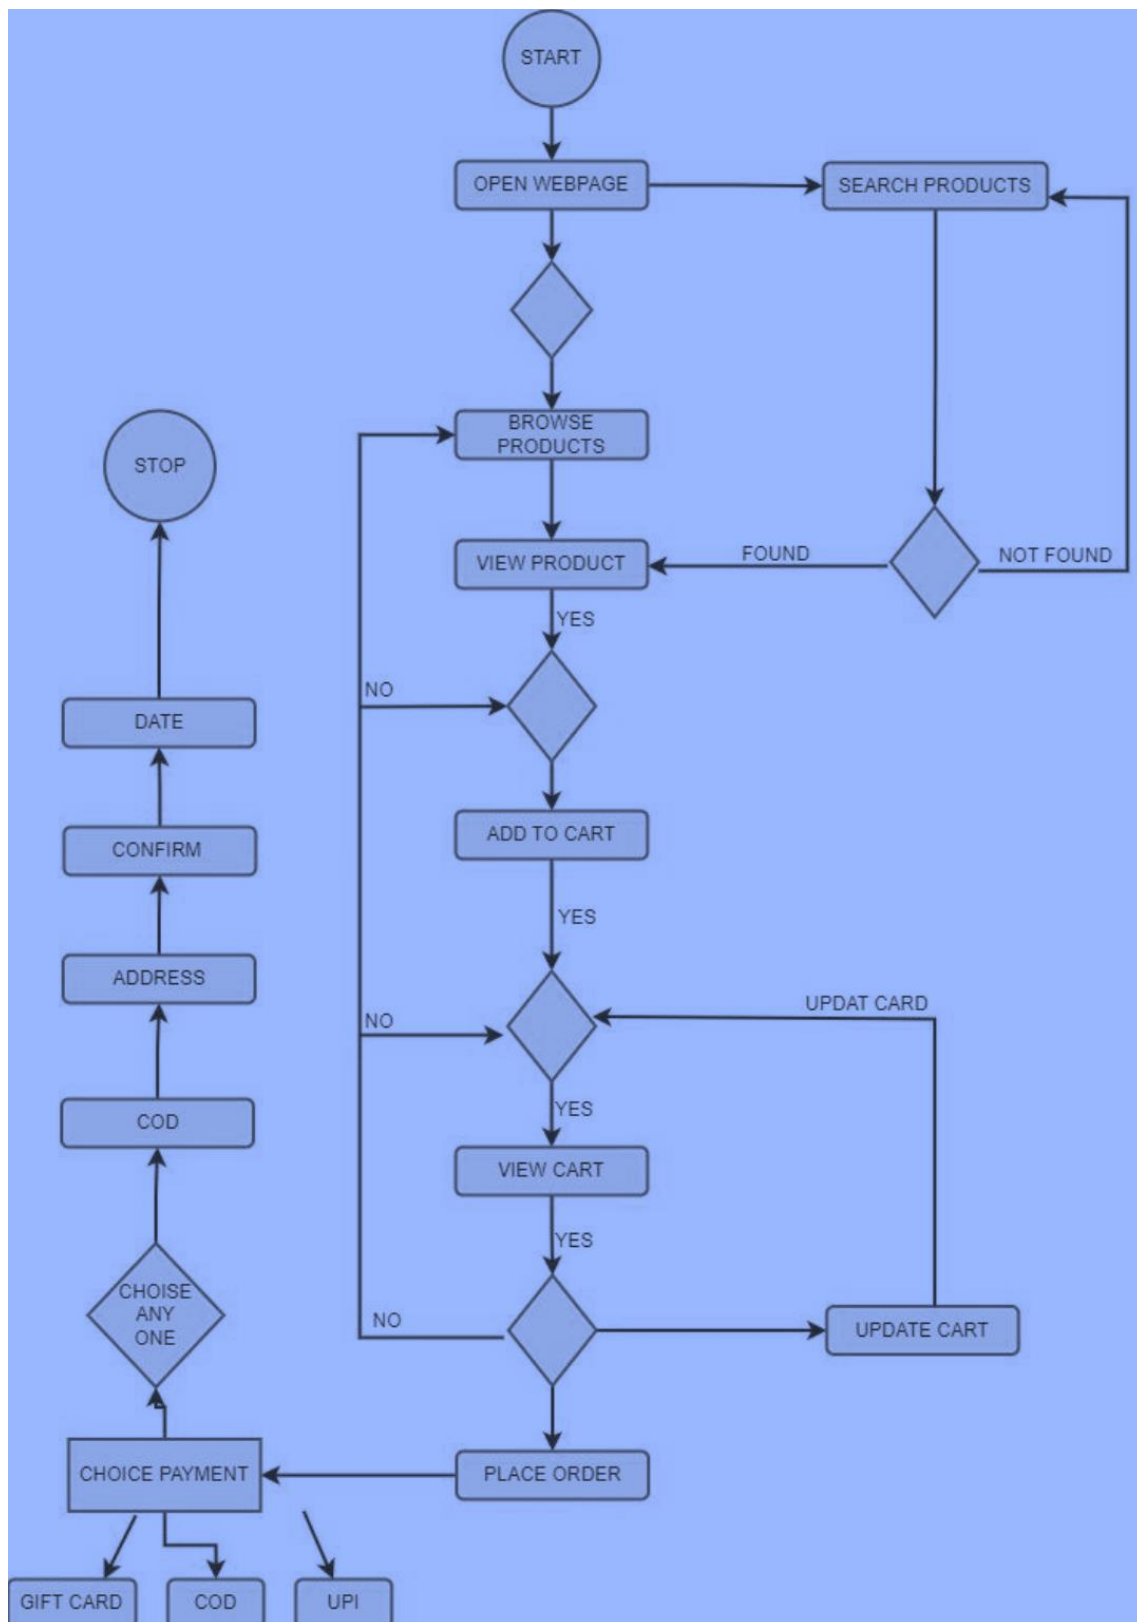 START
OPEN WEBPAGE
SEARCH PRODUCTS
BROWSE
PRODUCTS
STOP
VIEW PRODUCT
FOUND
NOT FOUND
YES
NO
DATE
ADD TO CART
CONFIRM
YES
ADDRESS
UPDAT CARD
NO
COD
YES
VIEW CART
YES
CHOISE
ANY
ONE
NO
UPDATE CART
CHOICE PAYMENT
PLACE ORDER
GIFT CARD
COD
UPI